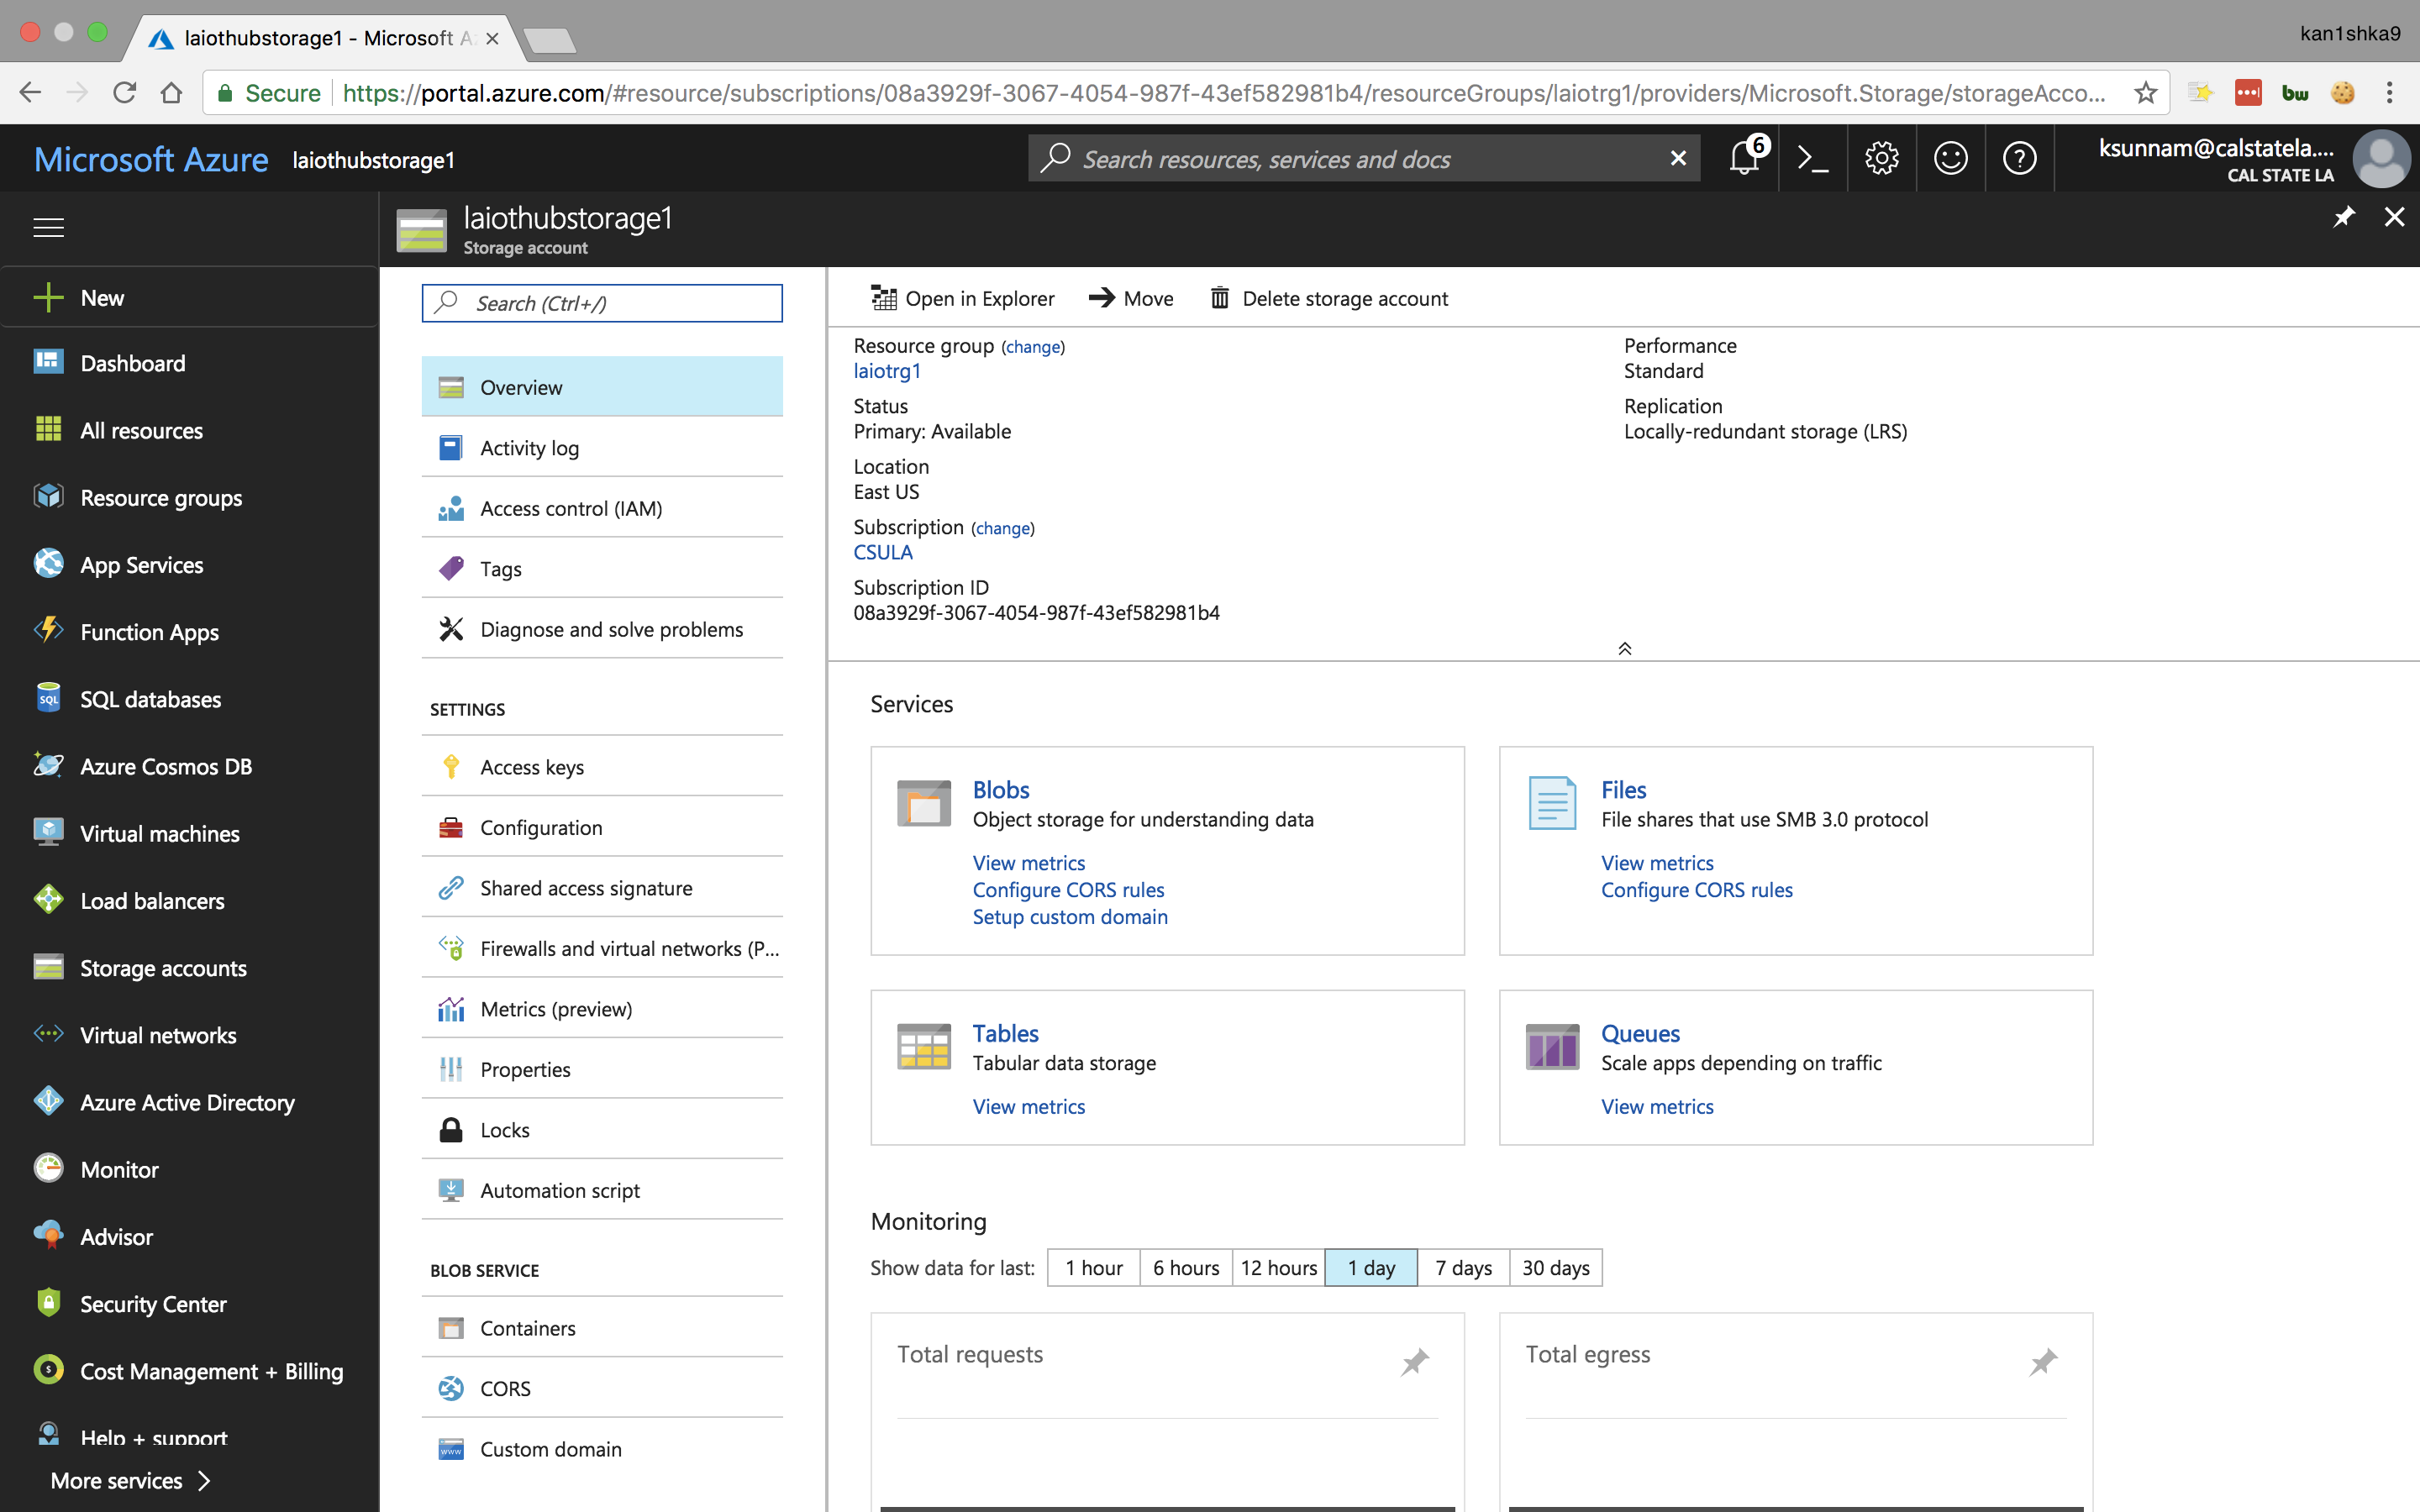 laiothubstorage1 - Microsoft A
kan1shka9
Secure
https://portal.azure.com/#resource/subscriptions/08a3929f-3067-4054-987f-43ef582981b4/resourceGroups/laiotrg1/providers/Microsoft.Storage/storageAcco...
bw
Microsoft Azure
laiothubstorage1
Search resources, services and docs
6
ksunnam@calstatela....
CAL STATE LA
laiothubstorage1
Storage account
New
Dashboard
All resources
Resource groups
App Services
Function Apps
SQL
SQL databases
Azure Cosmos DB
Virtual machines
Load balancers
Storage accounts
Virtual networks
Azure Active Directory
Monitor
Advisor
Security Center
Cost Management + Billing
Help + support
More services
Search (Ctrl+/)
Overview
Activity log
Access control (IAM)
Tags
Diagnose and solve problems
SETTINGS
Access keys
Configuration
Shared access signature
Firewalls and virtual networks (P...
Metrics (preview)
Properties
Locks
Automation script
BLOB SERVICE
Containers
CORS
www
Custom domain
Open in Explorer
Move
Delete storage account
Resource group (change)
laiotrg1
Status
Primary: Available
Location
East US
Subscription (change)
CSULA
Subscription ID
08a3929f-3067-4054-987f-43ef582981b4
Performance
Standard
Replication
Locally-redundant storage (LRS)
Services
Blobs
Object storage for understanding data
View metrics
Configure CORS rules
Setup custom domain
Files
File shares that use SMB 3.0 protocol
View metrics
Configure CORS rules
Tables
Tabular data storage
View metrics
Queues
Scale apps depending on traffic
View metrics
Monitoring
Show data for last:
1 hour
6 hours
12 hours
1 day
7 days
30 days
Total requests
Total egress